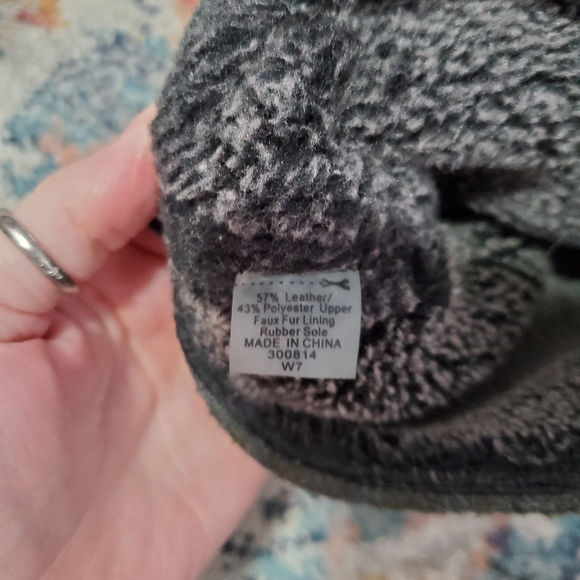 57% Leather/
43% Polyester Upper
Faux Fur Lining
Rubber Sole
MADE IN CHINA
300814
W7